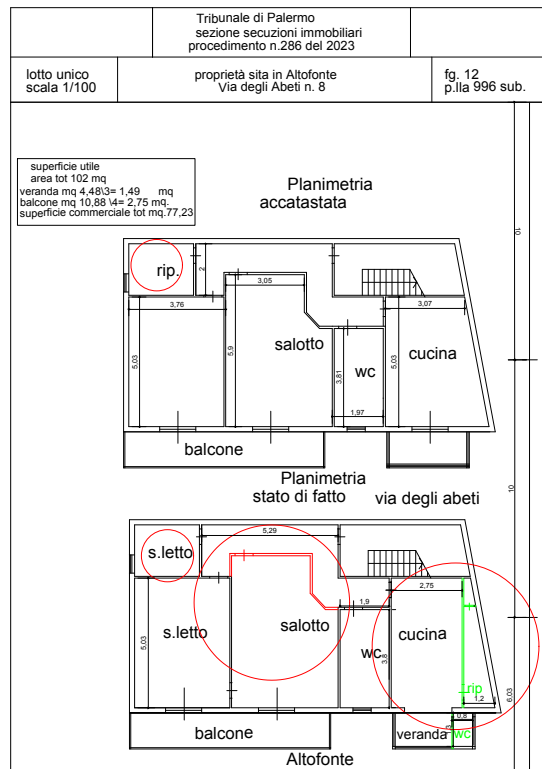 Tribunale di Palermo
sezione secuzioni immobiliari
procedimento n.286 del 2023
lotto unico
scala 1/100
proprietà sita in Altofonte
Via degli Abeti n. 8
fg. 12
p.lla 996 sub.
superficie utile
area tot 102 mq
veranda mq 4,48\3= 1,49 mq
balcone mq 10,88 \4= 2,75 mq.
superficie commerciale tot mq.77,23
Planimetria
accatastata
10
rip.
2
3,05
3,76
3,07
5,03
5,9
salotto
3,81
wc
5,03
cucina
1,97
balcone
Planimetria
stato di fatto
via degli abeti
10
5,29
s.letto
2,75
1,9
5,03
s.letto
salotto
wc
3,8
cucina
rip
1,2
6,03
0,8
balcone
veranda
wc
Altofonte